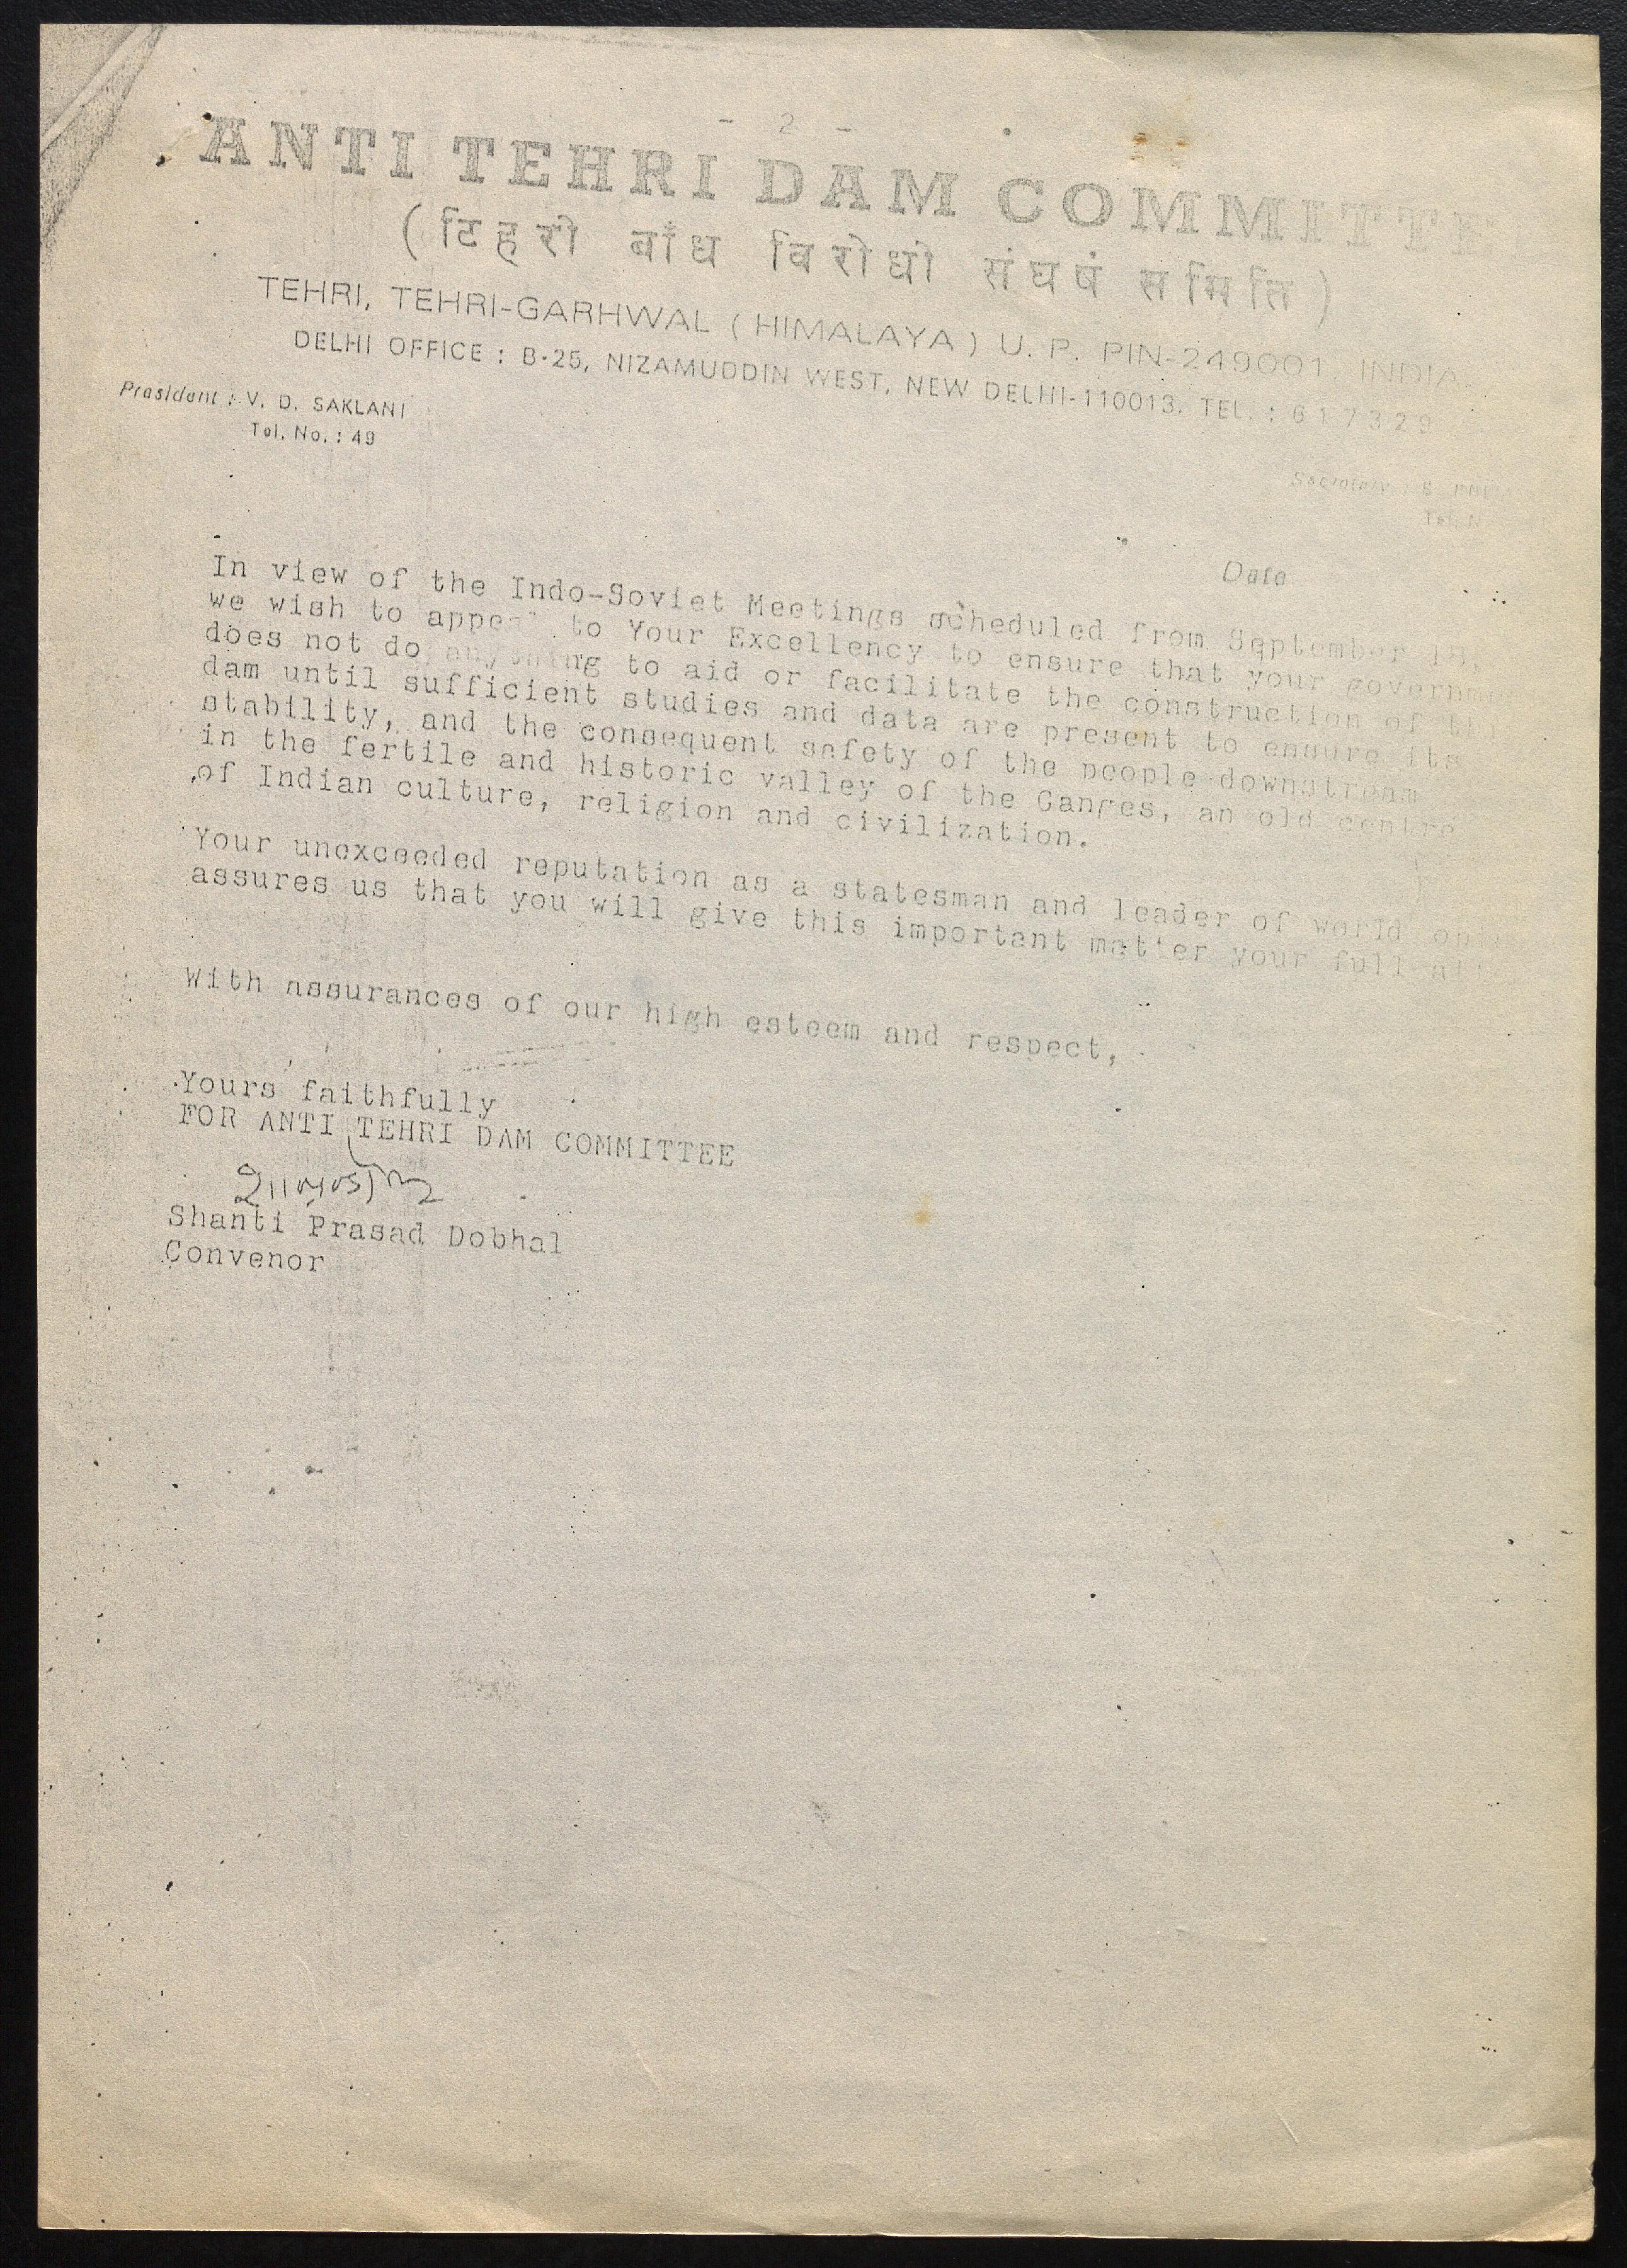 - 2 -
ANTI TEHRI DAM COMMITTE
( टिहरी बाँध विरोधी संघर्ष समिति )
TEHRI, TEHRI-GARHWAL ( HIMALAYA ) U. P. PIN-249001, INDIA
DELHI OFFICE : B-25, NIZAMUDDIN WEST, NEW DELHI-110013. TEL. : 617329
President : V. D. SAKLANI
Tel. No. : 49
Secretary
Date
In view of the Indo-Soviet Meetings scheduled from September 18,
we wish to to Your Excellency to ensure that your
does not do anything to aid or facilitate the construction of
dam until sufficient studies and data are present to ensure its
stability, and the consequent safety of the people downstream
in the fertile and historic valley of the Ganges, an old centre
of Indian culture, religion and civilization.
Your unexceeded reputation as a statesman and leader of world
assures us that you will give this important matter your full
With assurances of our high esteem and respect,
Yours faithfully
FOR ANTI TEHRI DAM COMMITTEE
Shanti Prasad Dobhal
Convenor